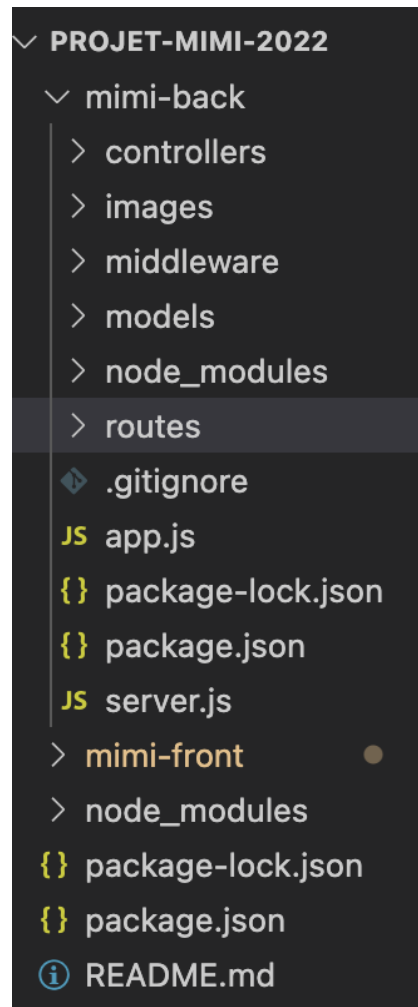 PROJET-MIMI-2022
mimi-back
controllers
images
middleware
models
node_modules
routes
.gitignore
JS app.js
{} package-lock.json
{} package.json
JS server.js
mimi-front
node_modules
{} package-lock.json
{} package.json
README.md